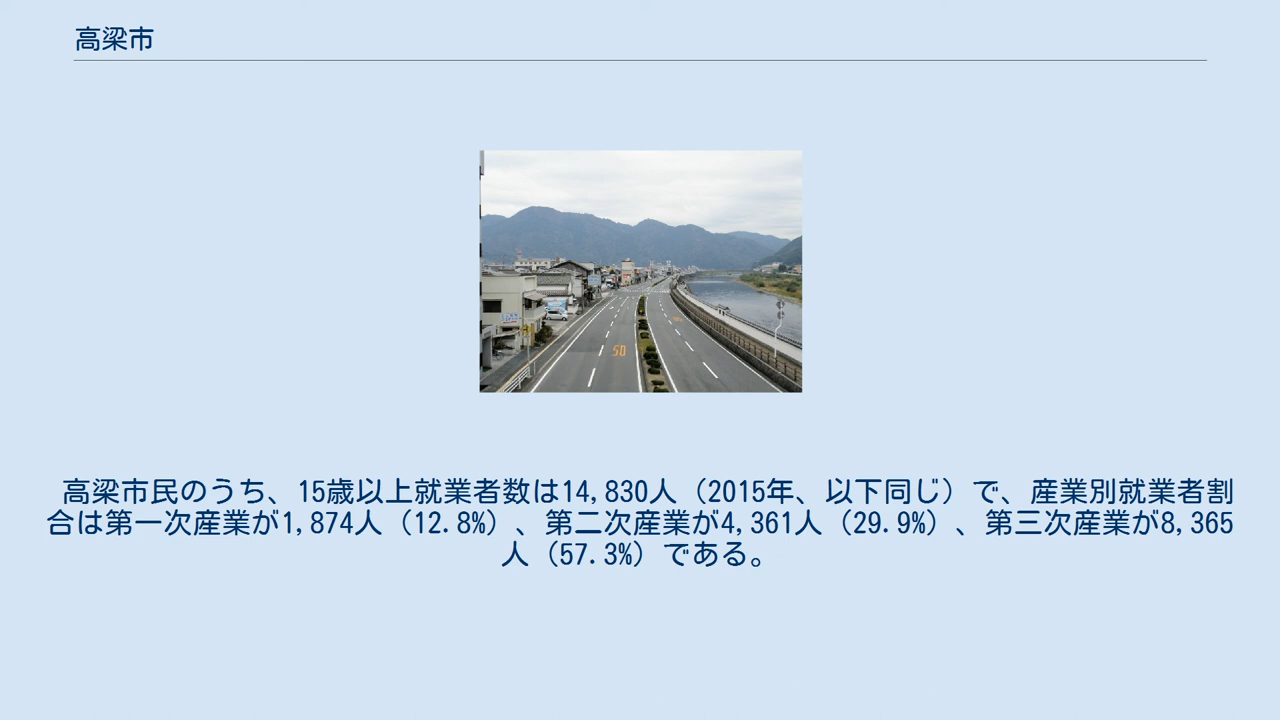 高梁市
50
高梁市民のうち、15歳以上就業者数は14,830人（2015年、以下同じ）で、産業別就業者割
合は第一次産業が1,874人（12.8%）、第二次産業が4,361人（29.9%）、第三次産業が8,365
人（57.3%）である。